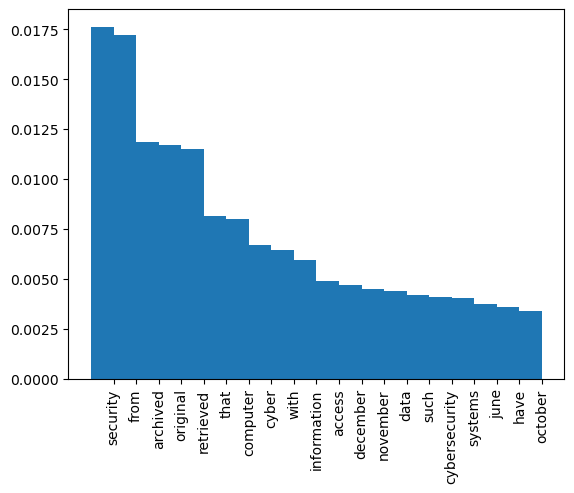 0.0175
0.0150
0.0125
0.0100
0.0075
0.0050
0.0025
0.0000
security
from
archived
original
retrieved
that
computer
cyber
with
information
access
december
november
data
such
cybersecurity
systems
june
have
october